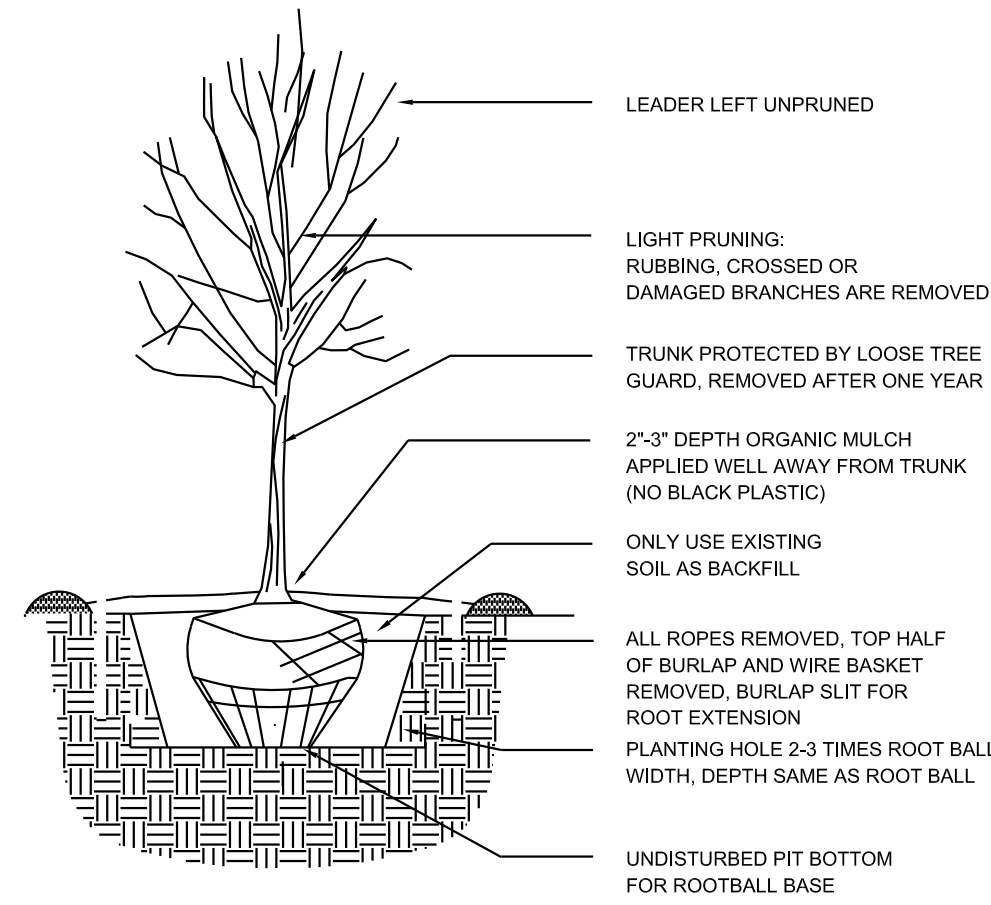 LEADER LEFT UNPRUNED
LIGHT PRUNING:
RUBBING, CROSSED OR
DAMAGED BRANCHES ARE REMOVED
TRUNK PROTECTED BY LOOSE TREE
GUARD, REMOVED AFTER ONE YEAR
2"-3" DEPTH ORGANIC MULCH
APPLIED WELL AWAY FROM TRUNK
(NO BLACK PLASTIC)
ONLY USE EXISTING
SOIL AS BACKFILL
ALL ROPES REMOVED, TOP HALF
OF BURLAP AND WIRE BASKET
REMOVED, BURLAP SLIT FOR
ROOT EXTENSION
PLANTING HOLE 2-3 TIMES ROOT BALL
WIDTH, DEPTH SAME AS ROOT BALL
UNDISTURBED PIT BOTTOM
FOR ROOTBALL BASE